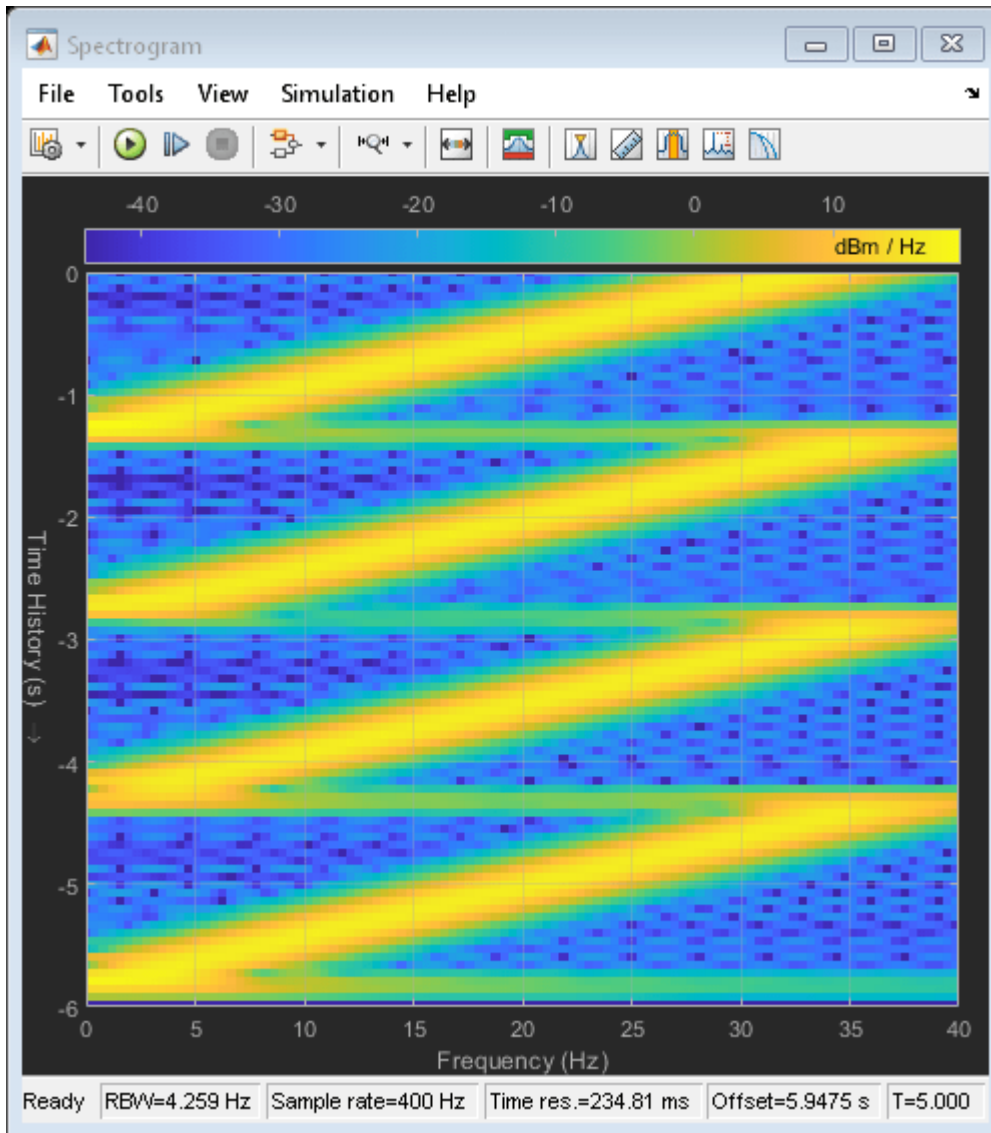 Spectrogram
File Tools View Simulation Help
-40 -30 -20 -10 0 10
dBm / Hz
0
-1
-2
-3
-4
-5
-6
Time History (s) →
0 5 10 15 20 25 30 35 40
Frequency (Hz)
Ready RBW=4.259 Hz Sample rate=400 Hz Time res.=234.81 ms Offset=5.9475 s T=5.000